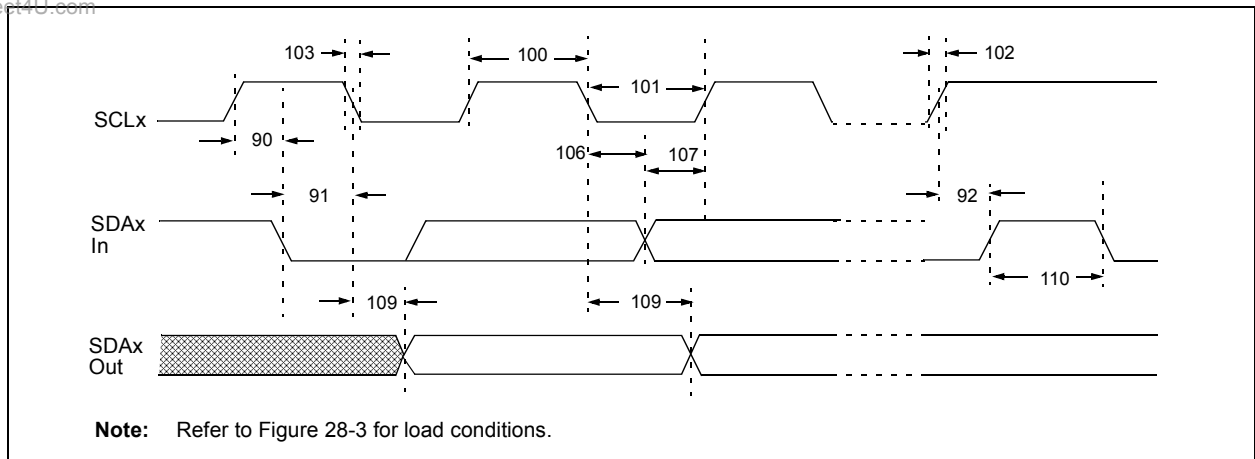 ect4U.com
103
100
102
101
SCLx
90
106
107
91
92
SDAx
In
110
109
109
SDAx
Out
Note: Refer to Figure 28-3 for load conditions.